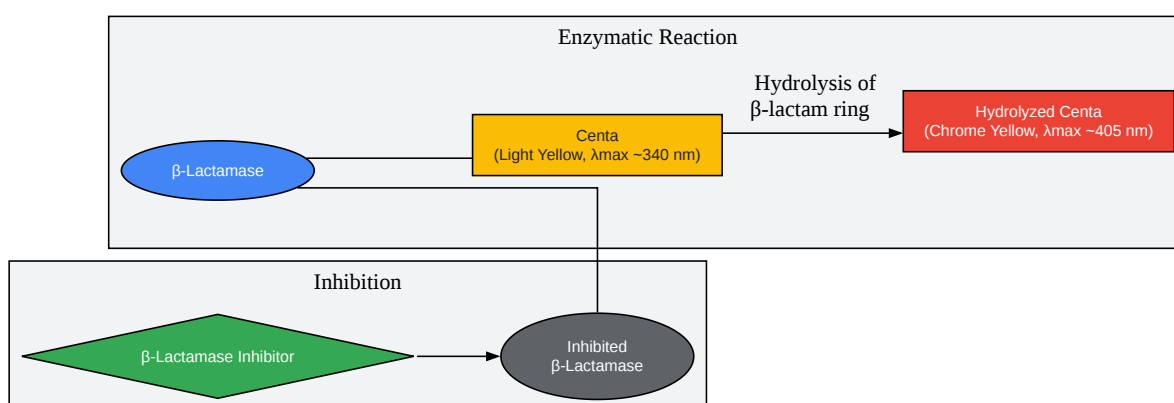 Enzymatic Reaction
Hydrolysis of
β-lactam ring
Centa
(Light Yellow, λmax ~340 nm)
Hydrolyzed Centa
(Chrome Yellow, λmax ~405 nm)
β-Lactamase
Inhibition
β-Lactamase Inhibitor
Inhibited
β-Lactamase